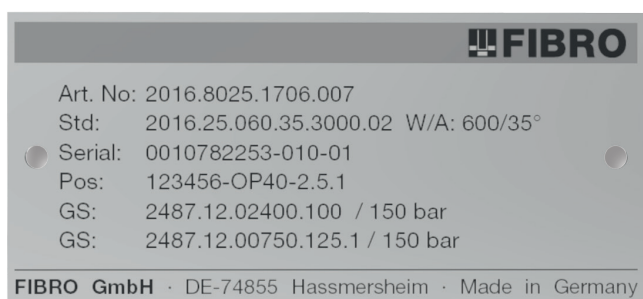 FIBRO
Art. No: 2016.8025.1706.007
Std: 2016.25.060.35.3000.02 W/A: 600/35°
Serial: 0010782253-010-01
Pos: 123456-OP40-2.5.1
GS: 2487.12.02400.100 / 150 bar
GS: 2487.12.00750.125.1 / 150 bar
FIBRO GmbH · DE-74855 Hassmersheim · Made in Germany